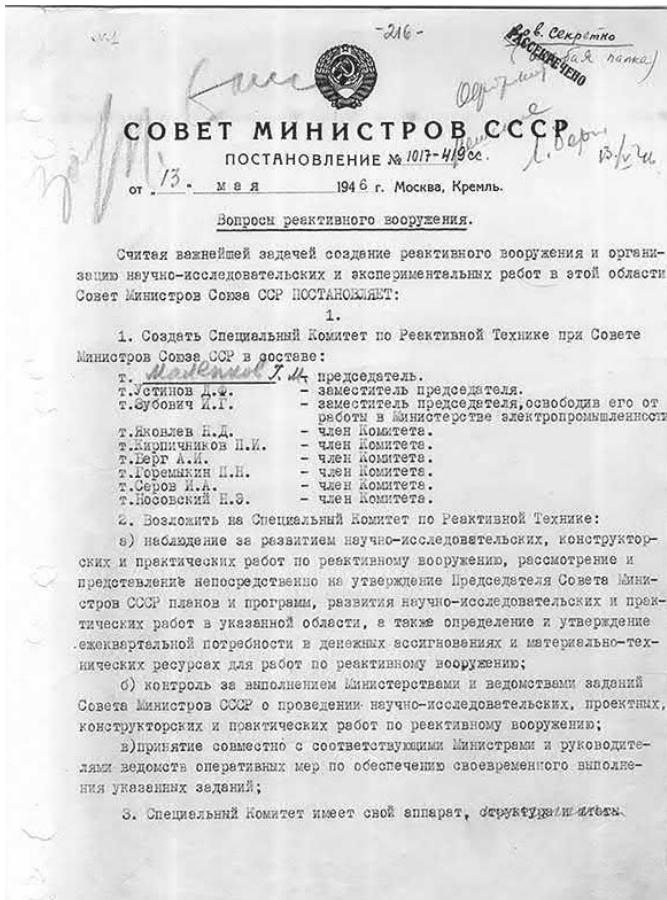 -216-
в. Секретно
(особая папка)
РАССЕКРЕЧЕНО
СОВЕТ МИНИСТРОВ СССР
ПОСТАНОВЛЕНИЕ № 1017-419сс.
от "13" мая 1946 г. Москва, Кремль.
Вопросы реактивного вооружения.
Считая важнейшей задачей создание реактивного вооружения и органи-
зацию научно-исследовательских и экспериментальных работ в этой области
Совет Министров Союза ССР ПОСТАНОВЛЯЕТ:
1.
1. Создать Специальный Комитет по Реактивной Технике при Совете
Министров Союза ССР в составе:
т. Маленков Г. М. - председатель.
т.Устинов Д.Ф. - заместитель председателя.
т.Зубович И.Г. - заместитель председателя,освободив его от
работы в Министерстве электропромышленности
т.Яковлев Н.Д. - член Комитета.
т.Кирпичников П.И. - член Комитета.
т.Берг А.И. - член Комитета.
т.Горемыкин П.Н. - член Комитета.
т.Серов И.А. - член Комитета.
т.Носовский Н.Э. - член Комитета.
2. Возложить на Специальный Комитет по Реактивной Технике:
а) наблюдение за развитием научно-исследовательских, конструктор-
ских и практических работ по реактивному вооружению, рассмотрение и
представление непосредственно на утверждение Председателя Совета Мини-
стров СССР планов и программ, развития научно-исследовательских и прак-
тических работ в указанной области, а также определение и утверждение
ежеквартальной потребности в денежных ассигнованиях и материально-тех-
нических ресурсах для работ по реактивному вооружению;
б) контроль за выполнением Министерствами и ведомствами заданий
Совета Министров СССР о проведении научно-исследовательских, проектных,
конструкторских и практических работ по реактивному вооружению;
в)принятие совместно с соответствующими Министрами и руководите-
лями ведомств оперативных мер по обеспечению своевременного выполне-
ния указанных заданий;
3. Специальный Комитет имеет свой аппарат, структура и штаты